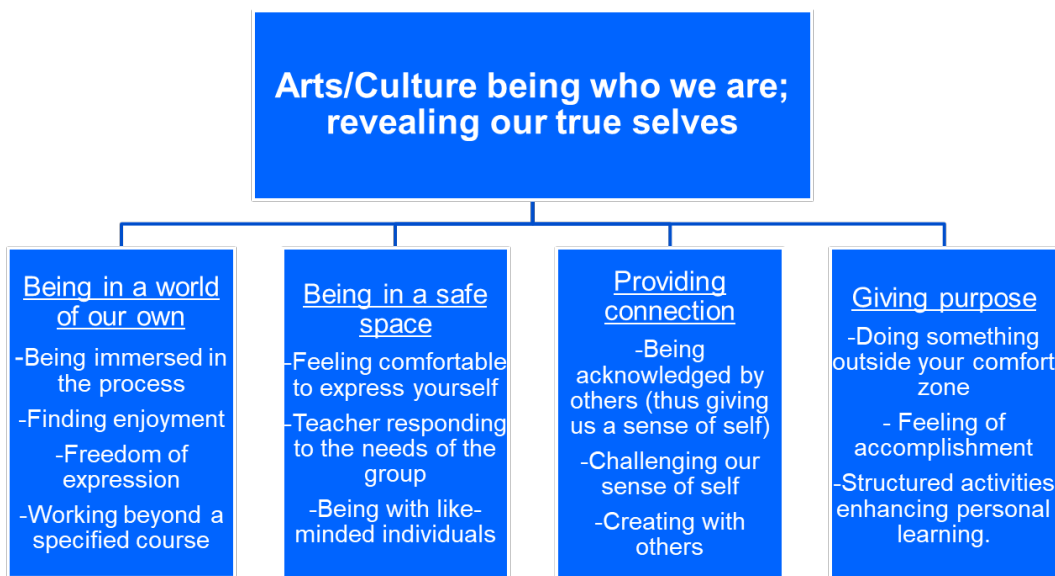 Arts/Culture being who we are;
revealing our true selves
Being in a world
of our own
-Being immersed in
the process
-Finding enjoyment
-Freedom of
expression
-Working beyond a
specified course
Being in a safe
space
-Feeling comfortable
to express yourself
-Teacher responding
to the needs of the
group
-Being with like-
minded individuals
Providing
connection
-Being
acknowledged by
others (thus giving
us a sense of self)
-Challenging our
sense of self
-Creating with
others
Giving purpose
-Doing something
outside your comfort
zone
- Feeling of
accomplishment
-Structured activities
enhancing personal
learning.